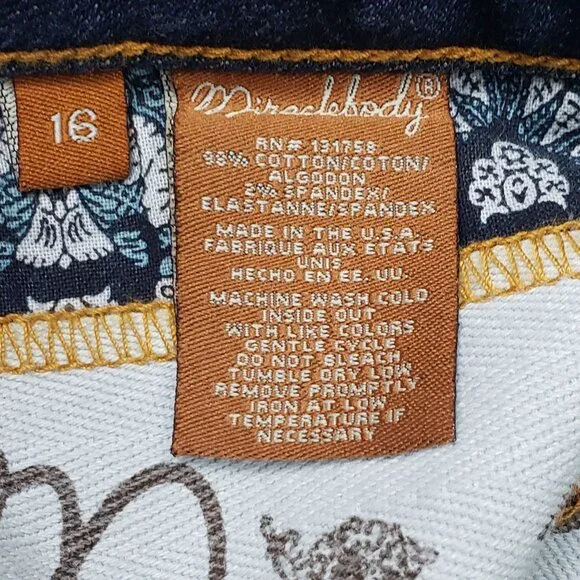 16
Miraclebody®
RN# 131758
98% COTTON/COTON/
ALGODON
2% SPANDEX/
ELASTANNE/SPANDEX
MADE IN THE U.S.A.
FABRIQUE AUX ETATS
UNIS
HECHO EN EE. UU.
MACHINE WASH COLD
INSIDE OUT
WITH LIKE COLORS
GENTLE CYCLE
DO NOT BLEACH
TUMBLE DRY LOW
REMOVE PROMPTLY
IRON AT LOW
TEMPERATURE IF
NECESSARY